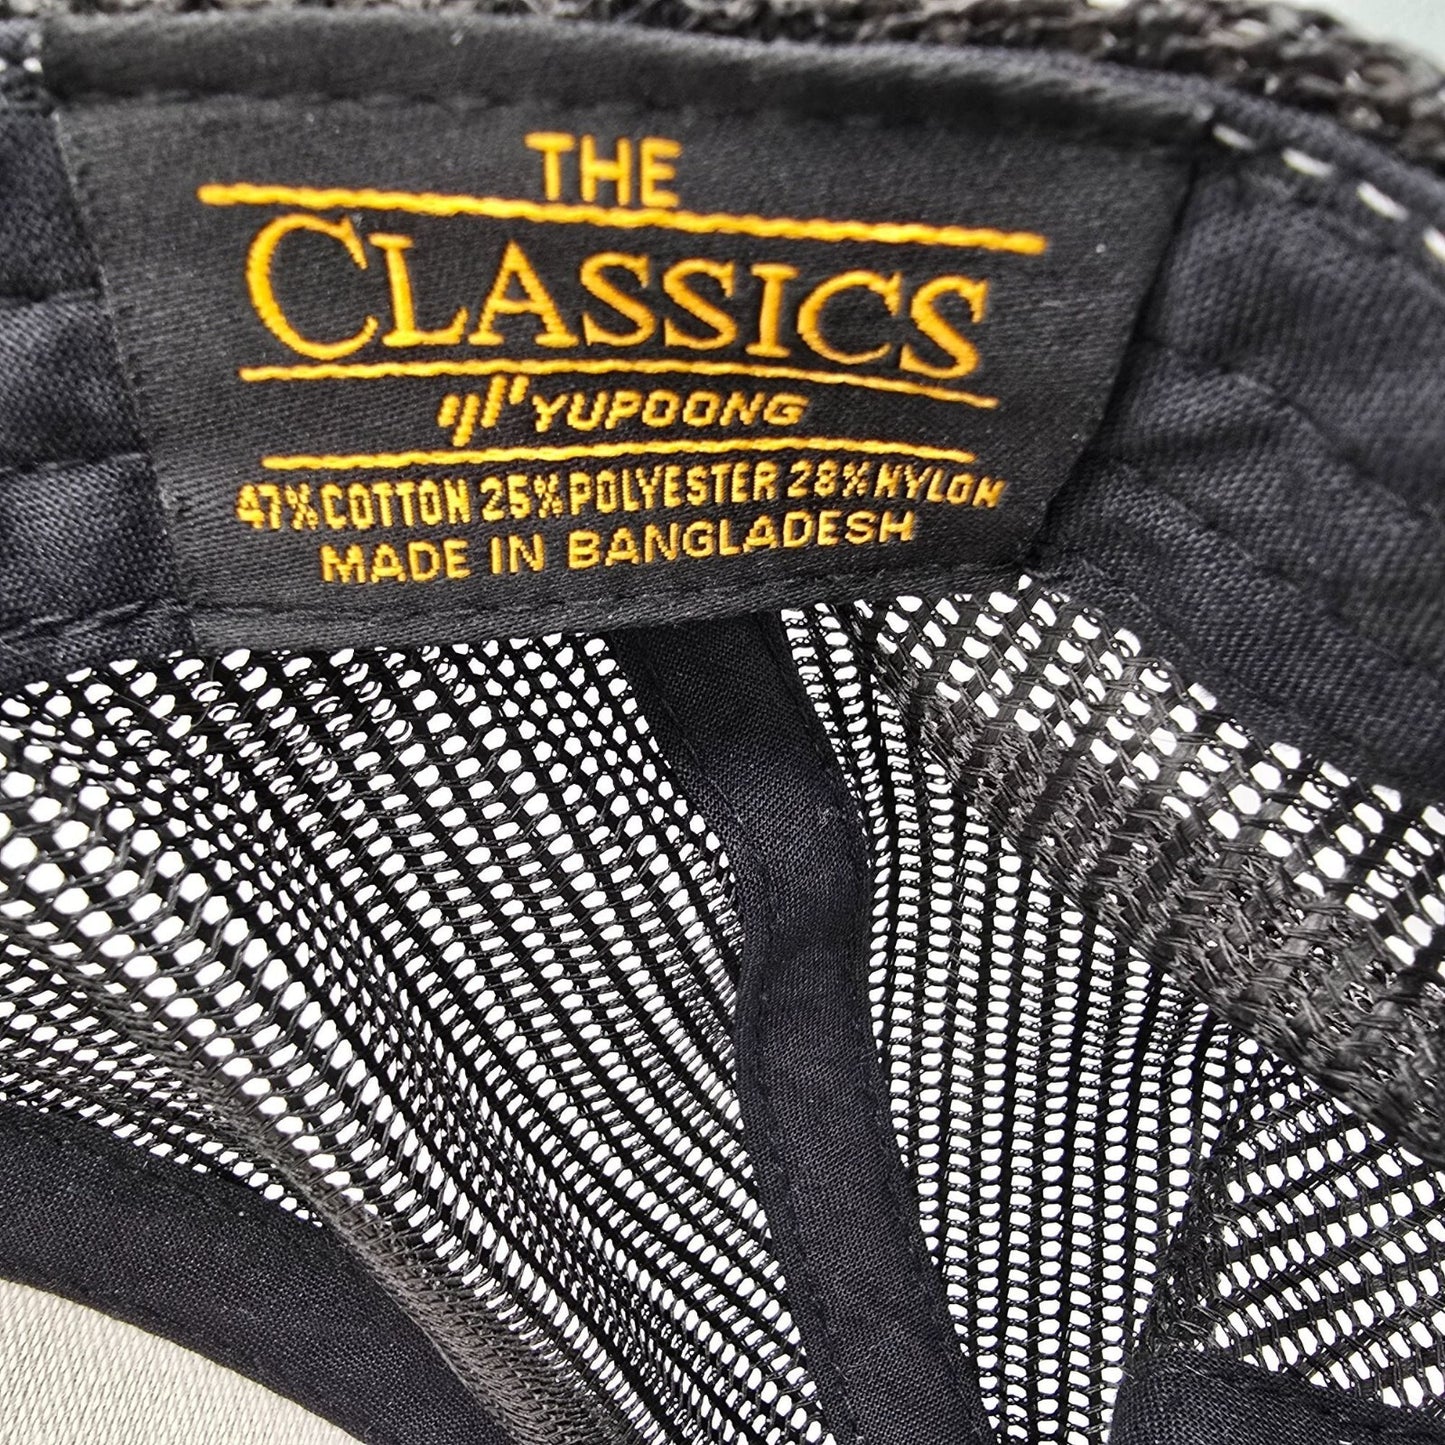 THE
CLASSICS
YUPOONG
47% COTTON 25% POLYESTER 28% NYLON
MADE IN BANGLADESH